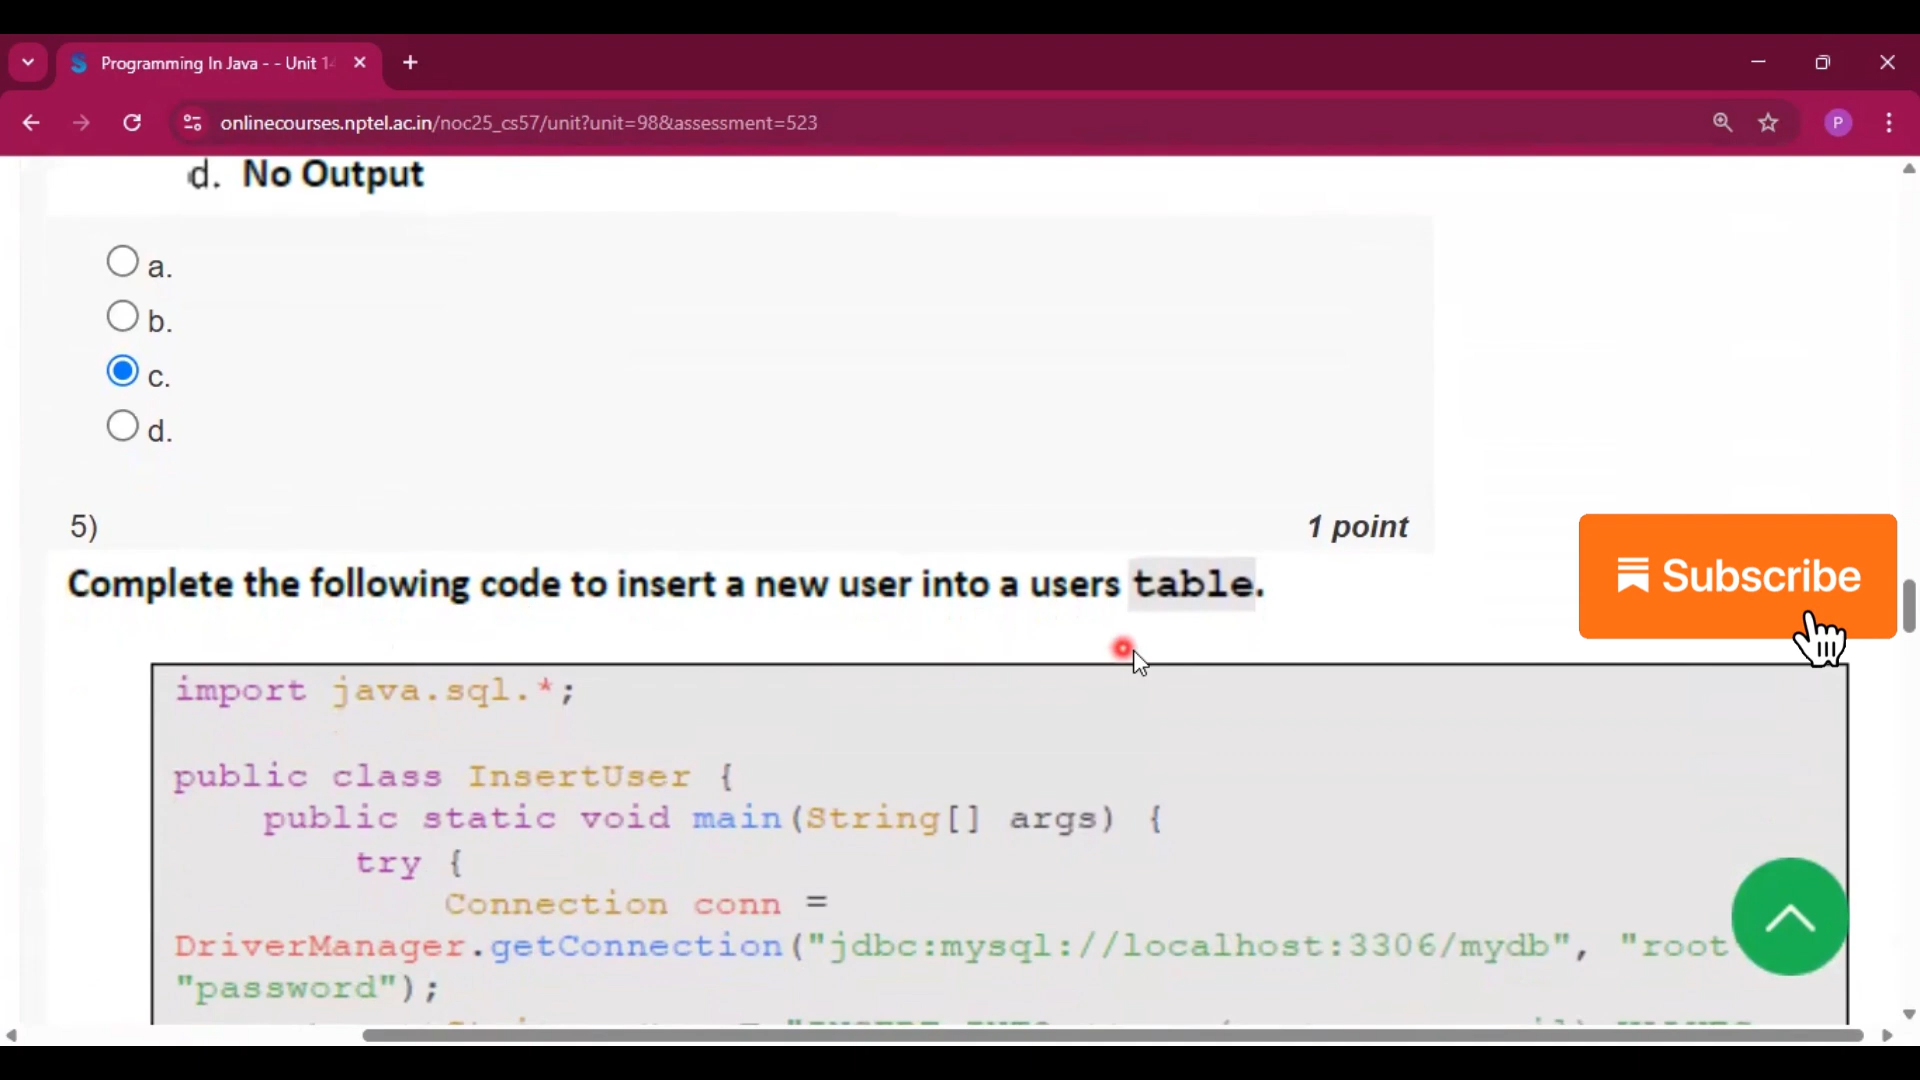 Programming In Java - - Unit 1
onlinecourses.nptel.ac.in/noc25_cs57/unit?unit=98&assessment=523
P
d. No Output
a.
b.
c.
d.
5)
1 point
Complete the following code to insert a new user into a users table.
Subscribe
import java.sql.*;
public class InsertUser {
public static void main(String[] args) {
try {
Connection conn =
DriverManager.getConnection("jdbc:mysql://localhost:3306/mydb", "root
"password");